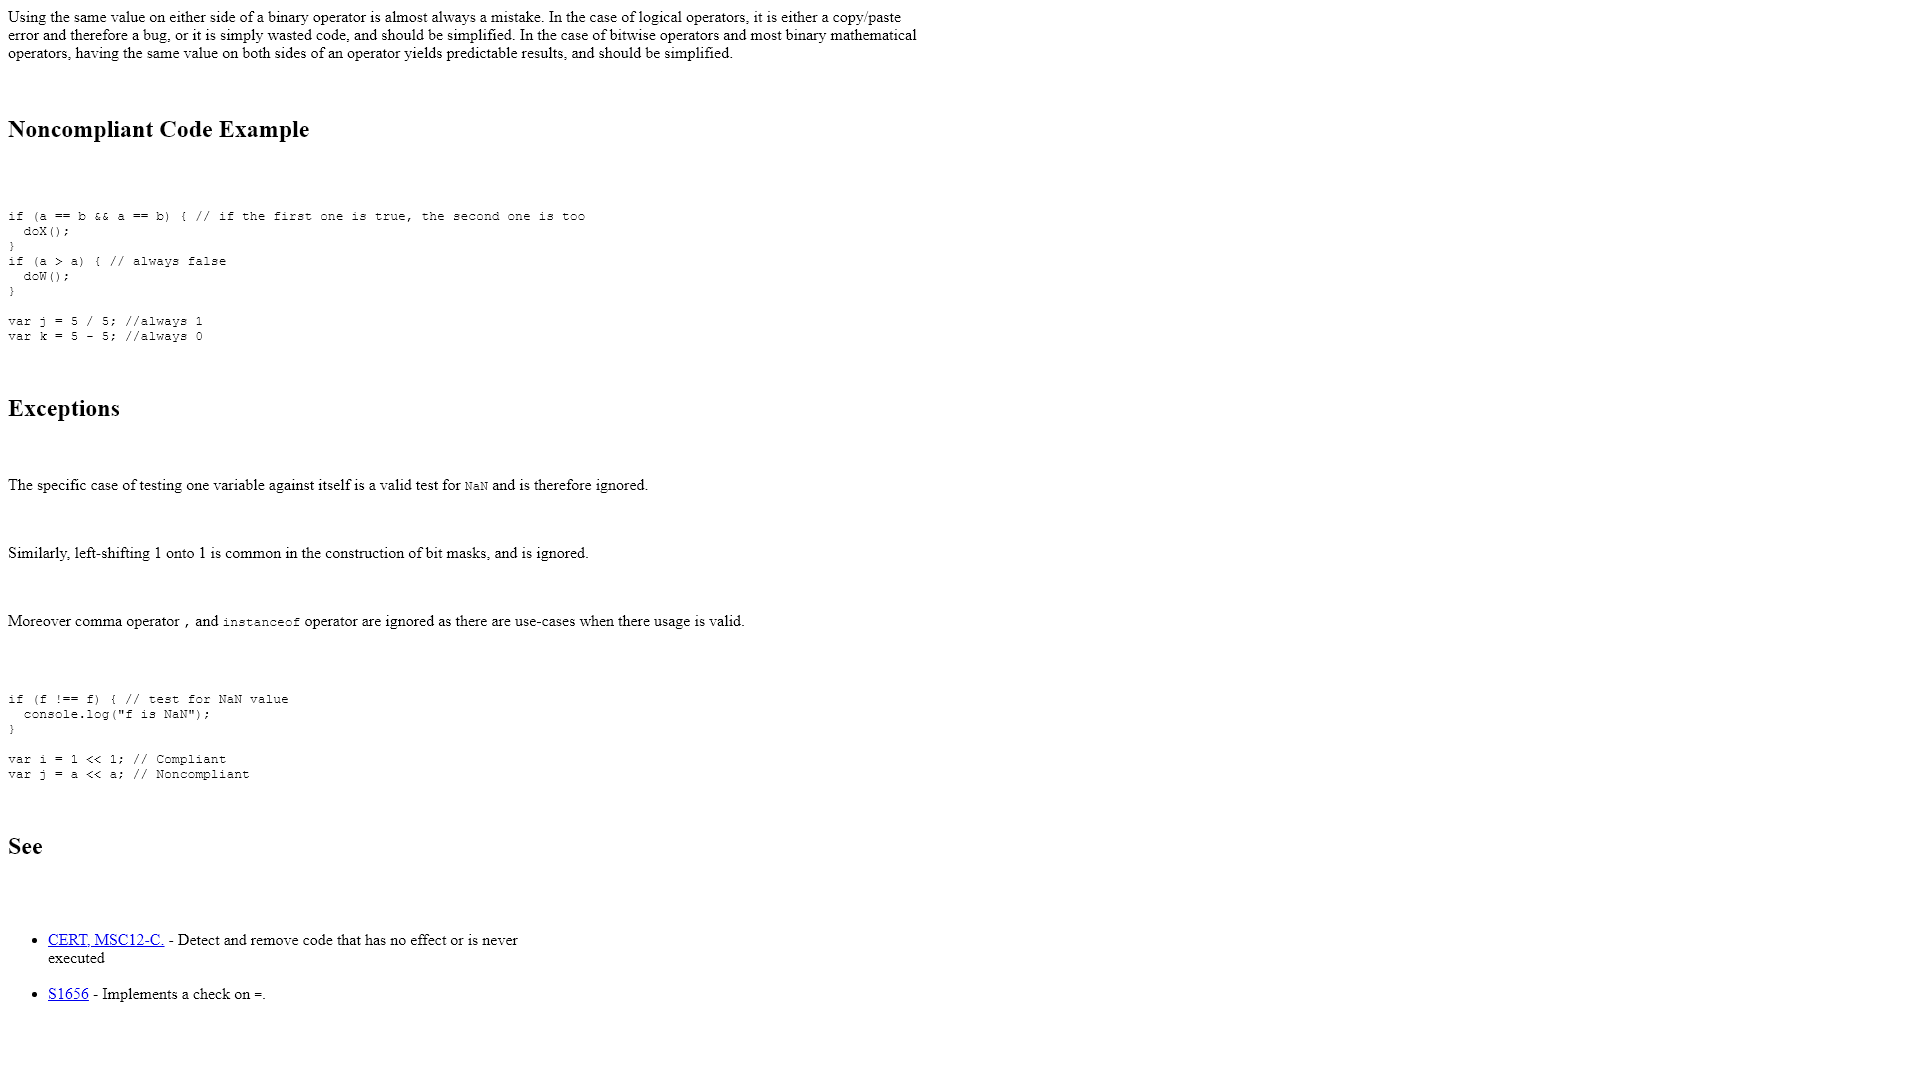 Using the same value on either side of a binary operator is almost always a mistake. In the case of logical operators, it is either a copy/paste
error and therefore a bug, or it is simply wasted code, and should be simplified. In the case of bitwise operators and most binary mathematical
operators, having the same value on both sides of an operator yields predictable results, and should be simplified.
Noncompliant Code Example
if (a == b && a == b) { // if the first one is true, the second one is too
  doX();
}
if (a > a) { // always false
  doW();
}
var j = 5 / 5; //always 1
var k = 5 - 5; //always 0
Exceptions
The specific case of testing one variable against itself is a valid test for NaN and is therefore ignored.
Similarly, left-shifting 1 onto 1 is common in the construction of bit masks, and is ignored.
Moreover comma operator , and instanceof operator are ignored as there are use-cases when there usage is valid.
if (f !== f) { // test for NaN value
  console.log("f is NaN");
}
var i = 1 << 1; // Compliant
var j = a << a; // Noncompliant
See
• CERT, MSC12-C. - Detect and remove code that has no effect or is never
executed
• S1656 - Implements a check on =.